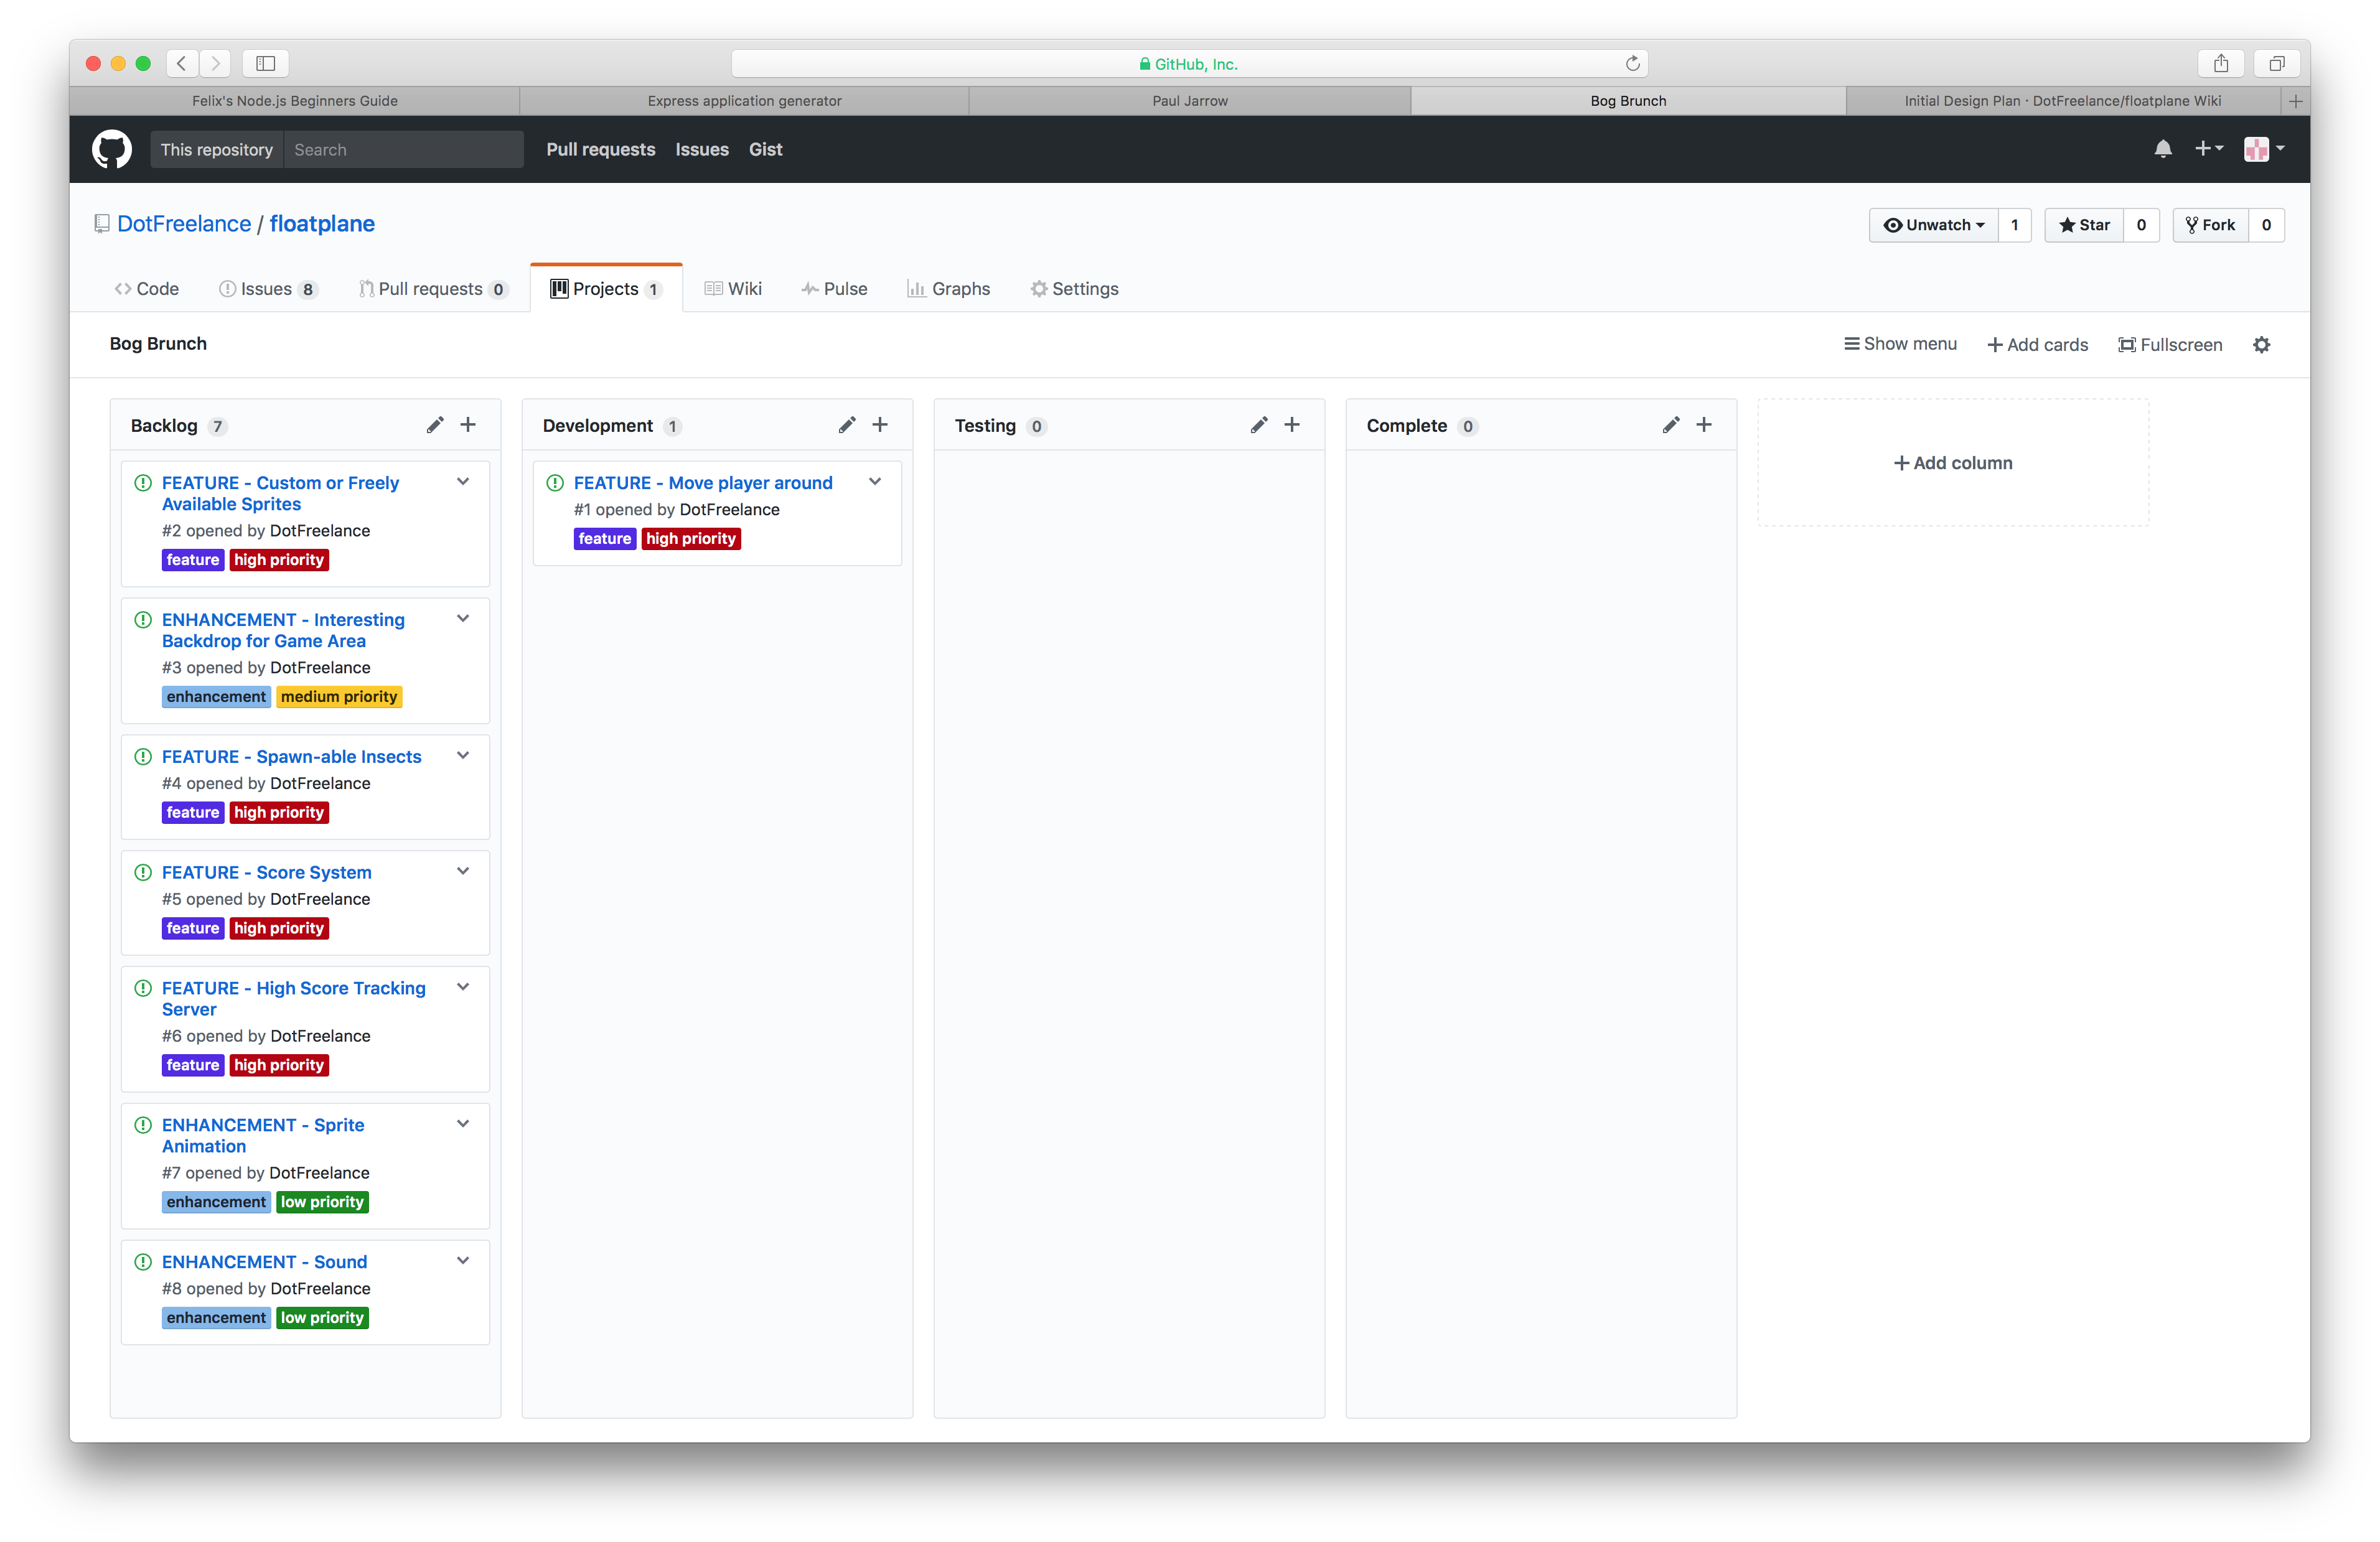 GitHub, Inc.
Felix's Node.js Beginners Guide
Express application generator
Paul Jarrow
Bog Brunch
Initial Design Plan · DotFreelance/floatplane Wiki
This repository Search Pull requests Issues Gist
DotFreelance / floatplane
Unwatch 1 Star 0 Fork 0
Code Issues 8 Pull requests 0 Projects 1 Wiki Pulse Graphs Settings
Bog Brunch
Show menu Add cards Fullscreen
Backlog 7
FEATURE - Custom or Freely
Available Sprites
#2 opened by DotFreelance
feature high priority
ENHANCEMENT - Interesting
Backdrop for Game Area
#3 opened by DotFreelance
enhancement medium priority
FEATURE - Spawn-able Insects
#4 opened by DotFreelance
feature high priority
FEATURE - Score System
#5 opened by DotFreelance
feature high priority
FEATURE - High Score Tracking
Server
#6 opened by DotFreelance
feature high priority
ENHANCEMENT - Sprite
Animation
#7 opened by DotFreelance
enhancement low priority
ENHANCEMENT - Sound
#8 opened by DotFreelance
enhancement low priority
Development 1
FEATURE - Move player around
#1 opened by DotFreelance
feature high priority
Testing 0
Complete 0
Add column